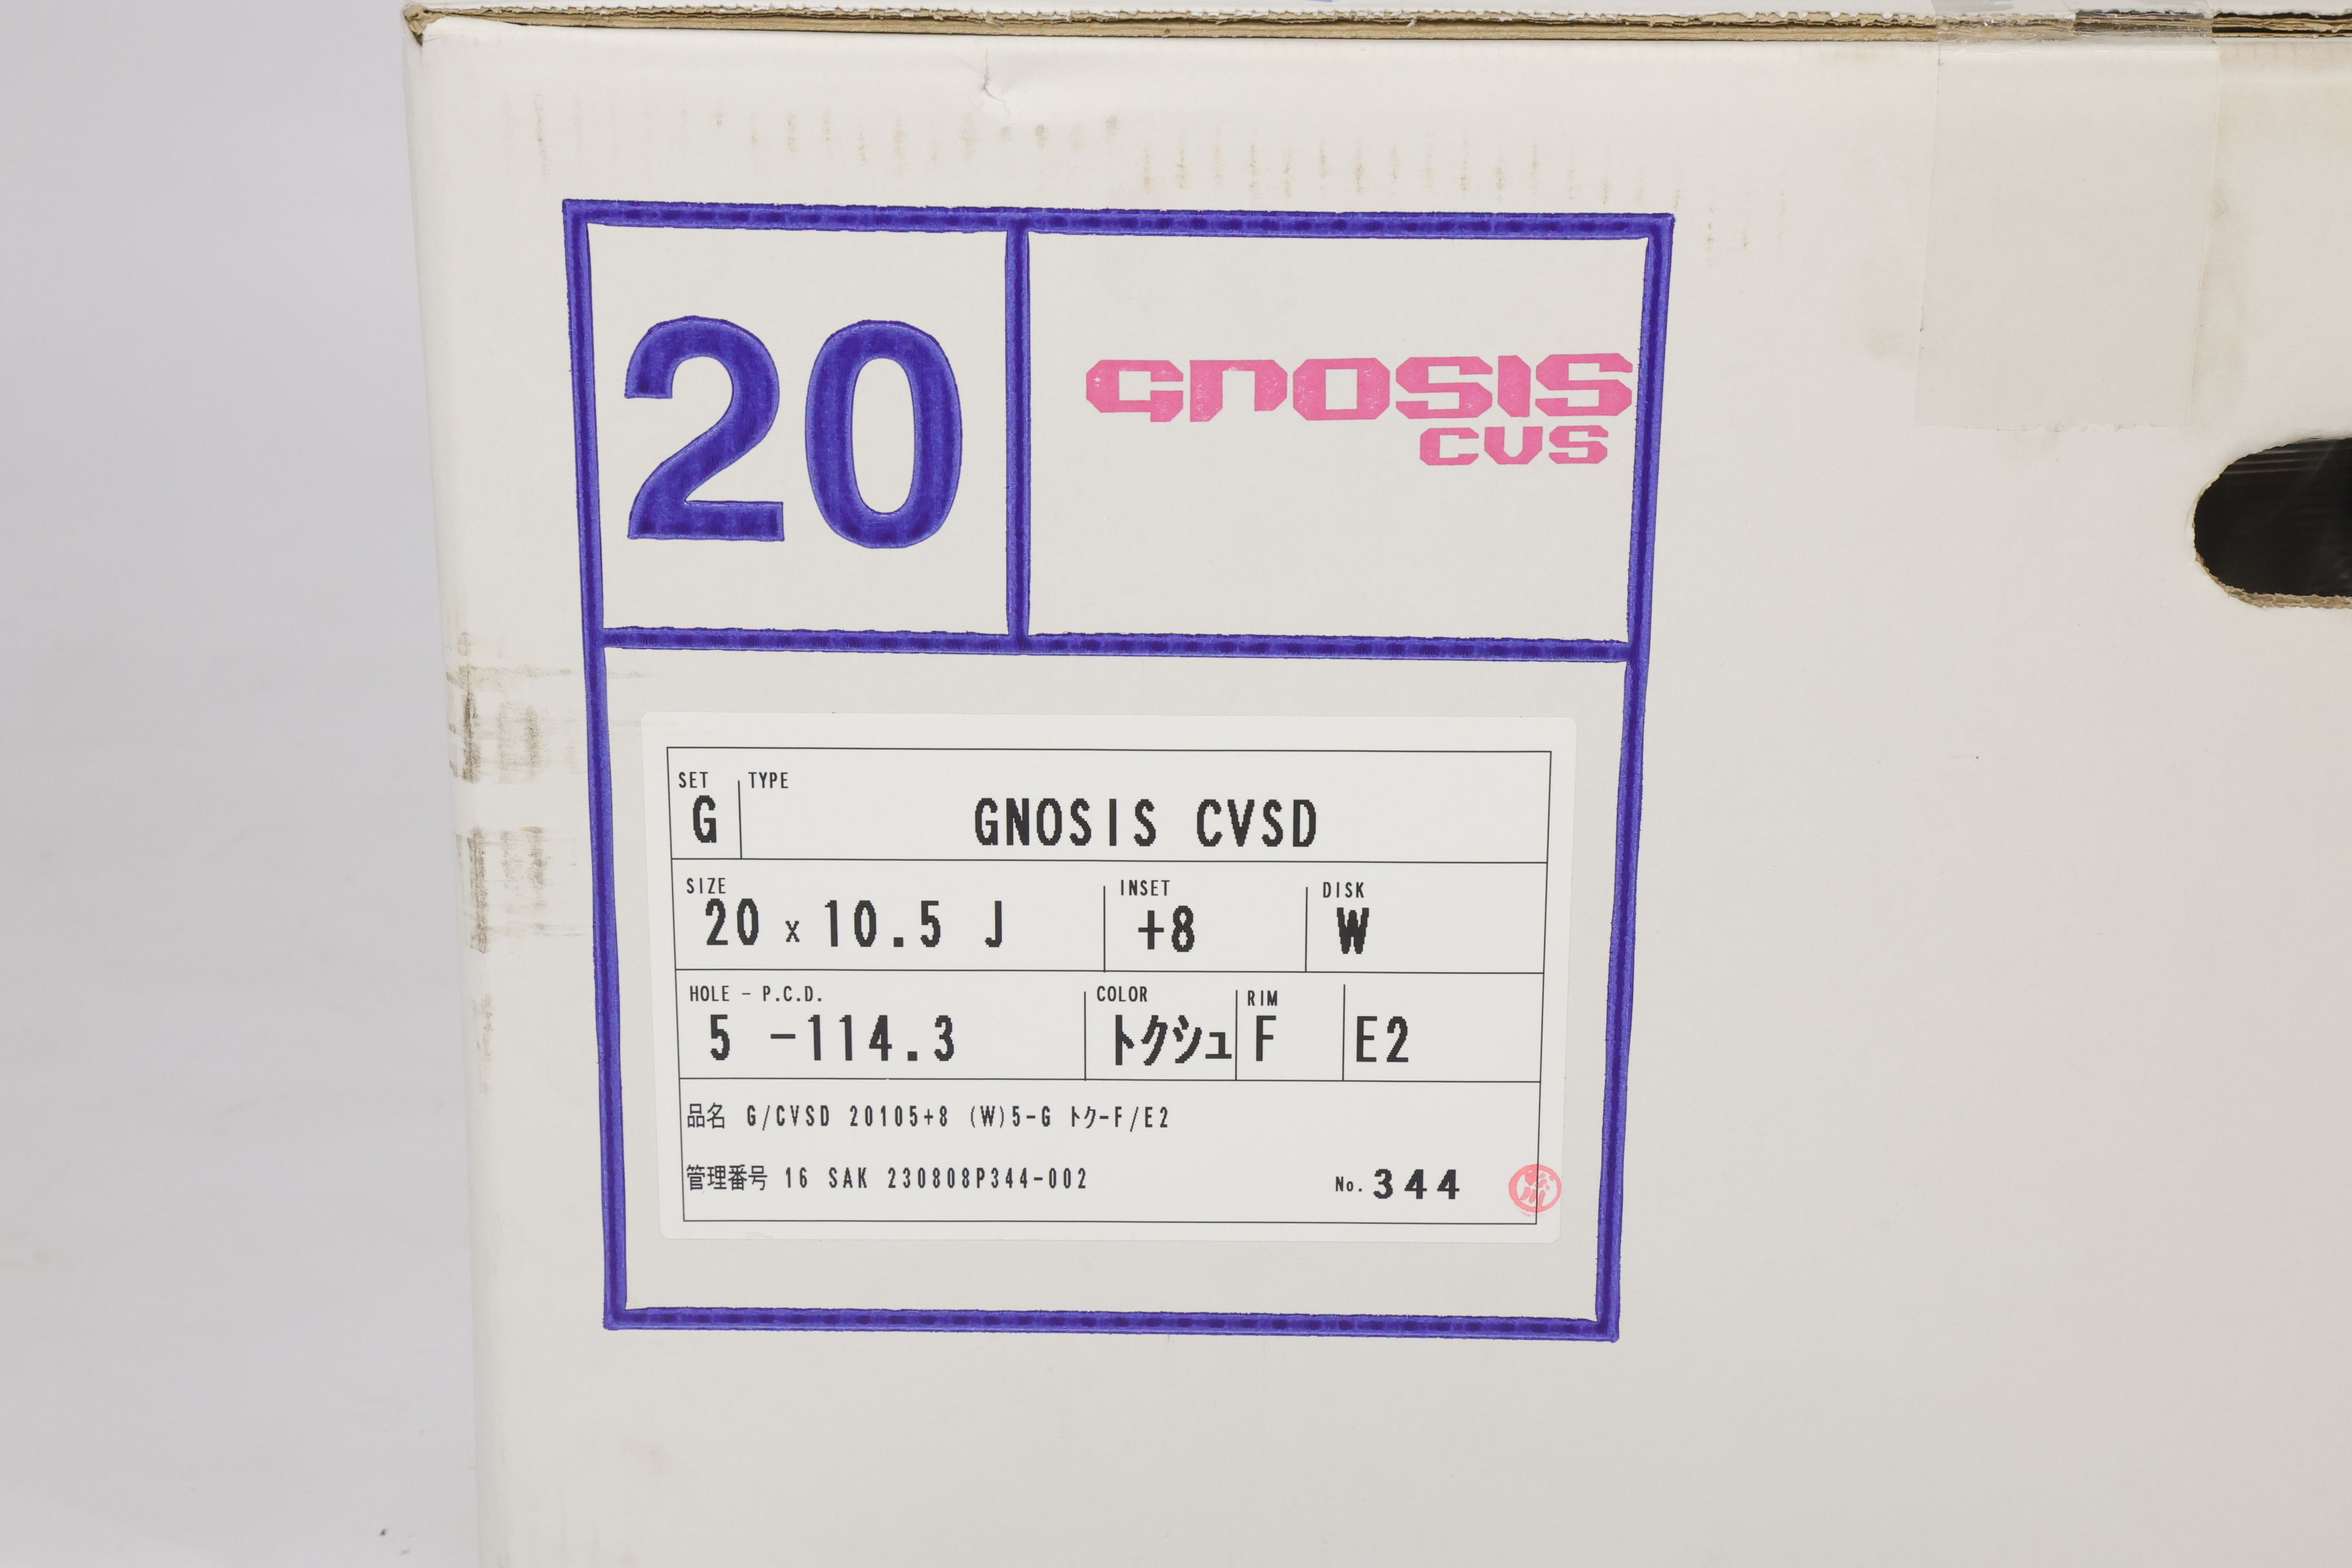 20
GNOSIS
CVS
SET TYPE
G GNOSIS CVSD
SIZE INSET DISK
20 x 10.5 J +8 W
HOLE - P.C.D. COLOR RIM
5 -114.3 トクシュ F E2
品名 G/CVSD 20105+8 (W)5-G トク-F/E2
管理番号 16 SAK 230808P344-002 No. 344